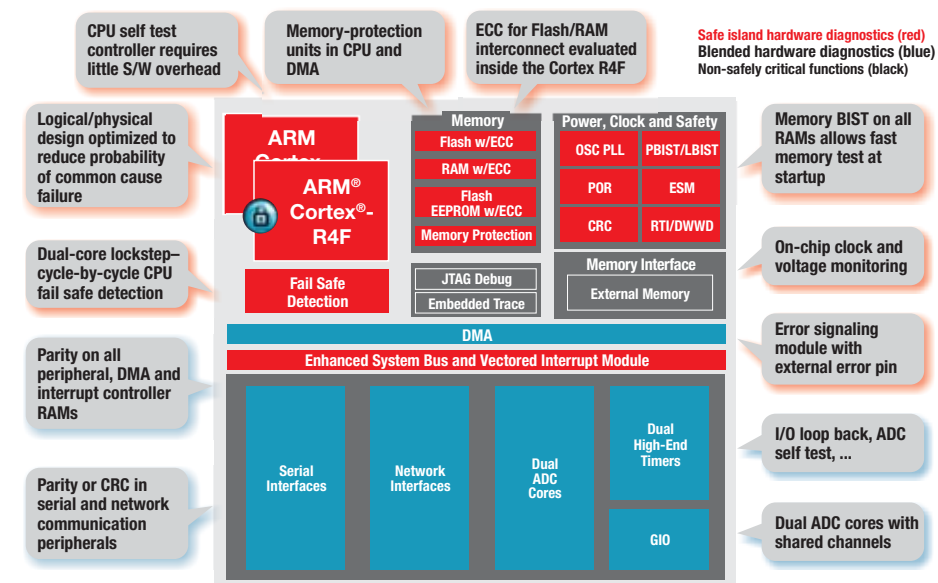 CPU self test
controller requires
little S/W overhead
Memory-protection
units in CPU and
DMA
ECC for Flash/RAM
interconnect evaluated
inside the Cortex R4F
Safe island hardware diagnostics (red)
Blended hardware diagnostics (blue)
Non-safely critical functions (black)
Logical/physical
design optimized to
reduce probability
of common cause
failure
Dual-core lockstep–
cycle-by-cycle CPU
fail safe detection
Parity on all
peripheral, DMA and
interrupt controller
RAMs
Parity or CRC in
serial and network
communication
peripherals
ARM
Cortex
ARM®
Cortex®-
R4F
Fail Safe
Detection
Memory
Flash w/ECC
RAM w/ECC
Flash
EEPROM w/ECC
Memory Protection
JTAG Debug
Embedded Trace
Power, Clock and Safety
OSC PLL
PBIST/LBIST
POR
ESM
CRC
RTI/DWWD
Memory Interface
External Memory
DMA
Enhanced System Bus and Vectored Interrupt Module
Serial
Interfaces
Network
Interfaces
Dual
ADC
Cores
Dual
High-End
Timers
GIO
Memory BIST on all
RAMs allows fast
memory test at
startup
On-chip clock and
voltage monitoring
Error signaling
module with
external error pin
I/O loop back, ADC
self test, ...
Dual ADC cores with
shared channels